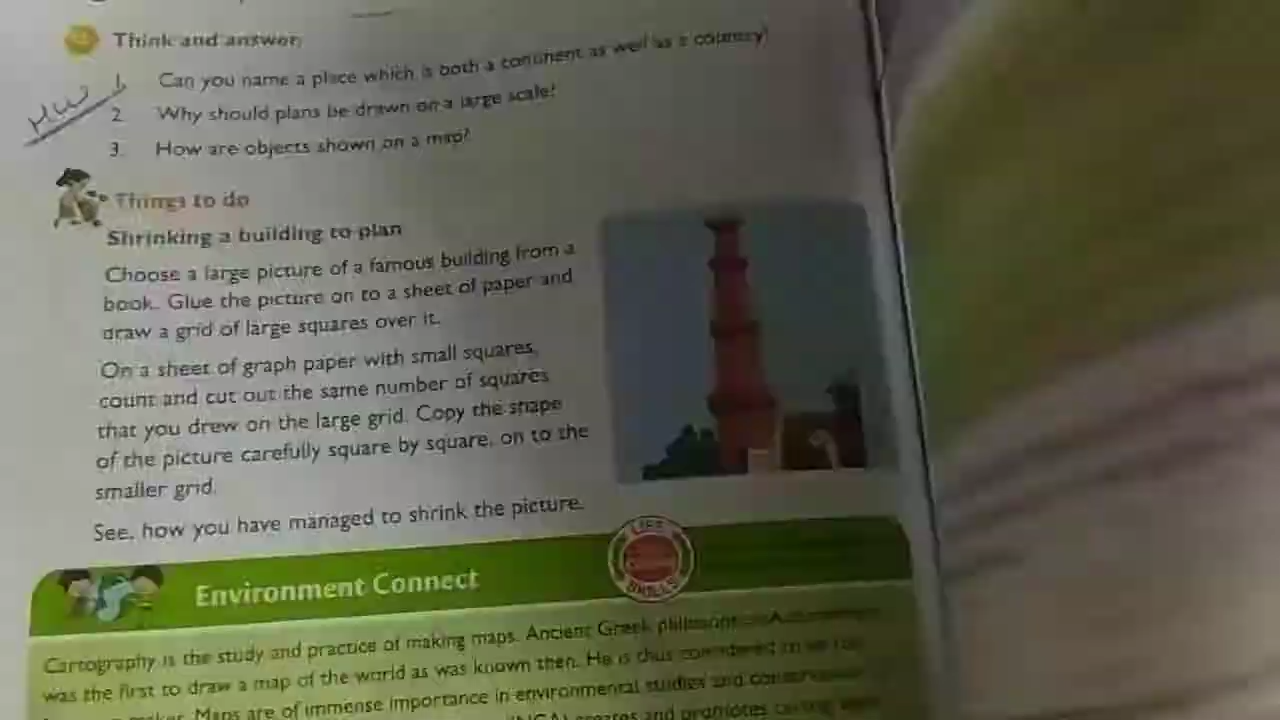 Think and answer.
HW
1. Can you name a place which is both a continent as well as a country?
2. Why should plans be drawn on a large scale?
3. How are objects shown on a map?
Things to do
Shrinking a building to plan
Choose a large picture of a famous building from a
book. Glue the picture on to a sheet of paper and
draw a grid of large squares over it.
On a sheet of graph paper with small squares,
count and cut out the same number of squares
that you drew on the large grid. Copy the shape
of the picture carefully square by square, on to the
smaller grid.
See, how you have managed to shrink the picture.
LIFE
SKILLS
Environment Connect
Cartography is the study and practice of making maps. Ancient Greek
was the first to draw a map of the world as was known then. He is thus considered
maker. Maps are of immense importance in environmental studies and
creates and promotes